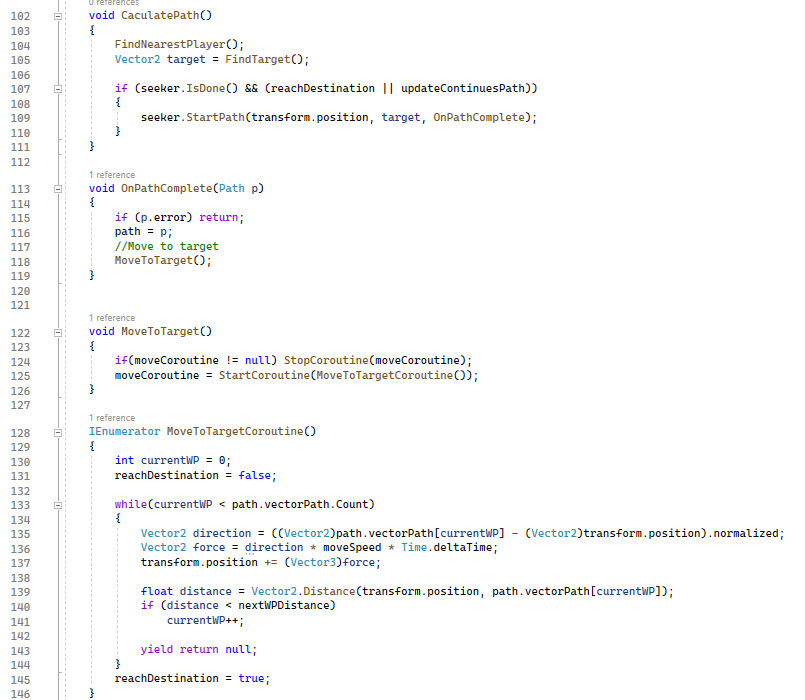 0 references
102 void CaculatePath()
103 {
104 FindNearestPlayer();
105 Vector2 target = FindTarget();
106
107 if (seeker.IsDone() && (reachDestination || updateContinuesPath))
108 {
109 seeker.StartPath(transform.position, target, OnPathComplete);
110 }
111 }
112
1 reference
113 void OnPathComplete(Path p)
114 {
115 if (p.error) return;
116 path = p;
117 //Move to target
118 MoveToTarget();
119 }
120
121
1 reference
122 void MoveToTarget()
123 {
124 if(moveCoroutine != null) StopCoroutine(moveCoroutine);
125 moveCoroutine = StartCoroutine(MoveToTargetCoroutine());
126 }
127
1 reference
128 IEnumerator MoveToTargetCoroutine()
129 {
130 int currentWP = 0;
131 reachDestination = false;
132
133 while(currentWP < path.vectorPath.Count)
134 {
135 Vector2 direction = ((Vector2)path.vectorPath[currentWP] - (Vector2)transform.position).normalized;
136 Vector2 force = direction * moveSpeed * Time.deltaTime;
137 transform.position += (Vector3)force;
138
139 float distance = Vector2.Distance(transform.position, path.vectorPath[currentWP]);
140 if (distance < nextWPDistance)
141 currentWP++;
142
143 yield return null;
144 }
145 reachDestination = true;
146 }